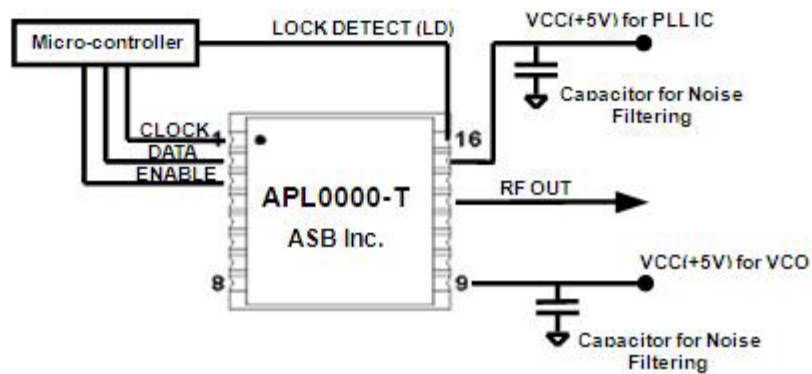 VCC(+5V) for PLL IC
Micro-controller
LOCK DETECT (LD)
Capacitor for Noise
Filtering
CLOCK
1
16
DATA
ENABLE
APL0000-T
RF OUT
ASB Inc.
VCC(+5V) for VCO
8
9
Capacitor for Noise
Filtering